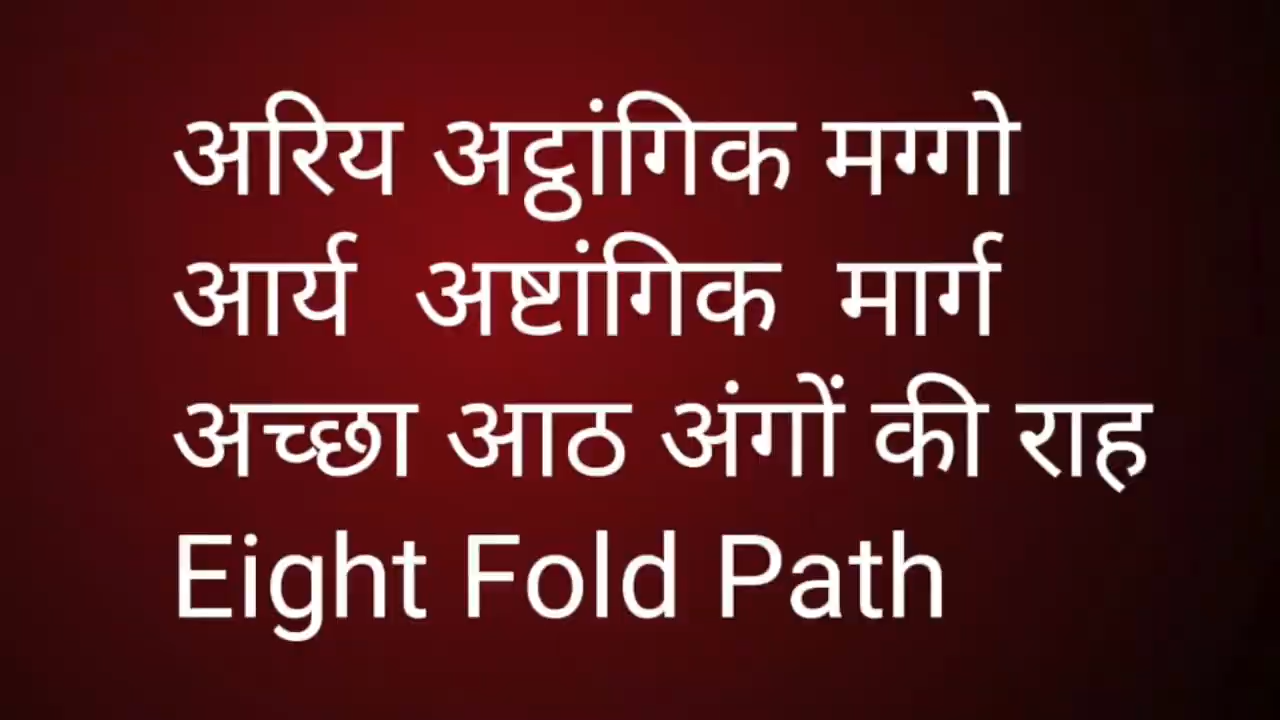 अरिय अट्ठांगिक मग्गो
आर्य अष्टांगिक मार्ग
अच्छा आठ अंगों की राह
Eight Fold Path